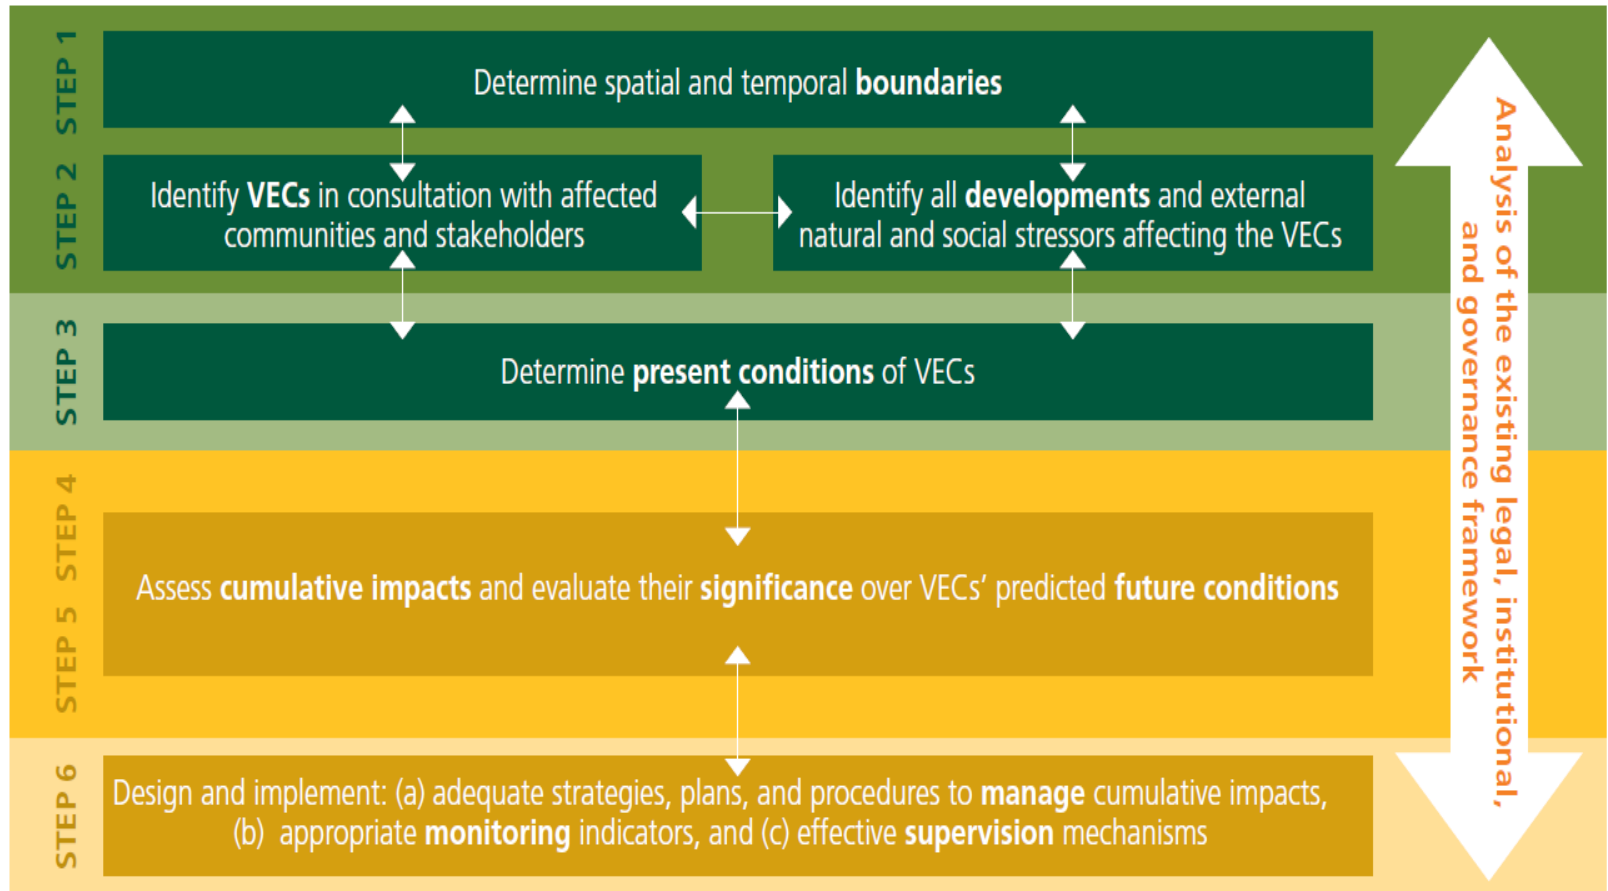 STEP 1
Determine spatial and temporal boundaries
STEP 2
Identify VECs in consultation with affected
communities and stakeholders
Identify all developments and external
natural and social stressors affecting the VECs
STEP 3
Determine present conditions of VECs
STEP 4
STEP 5
Assess cumulative impacts and evaluate their significance over VECs’ predicted future conditions
STEP 6
Design and implement: (a) adequate strategies, plans, and procedures to manage cumulative impacts,
(b) appropriate monitoring indicators, and (c) effective supervision mechanisms
Analysis of the existing legal, institutional,
and governance framework